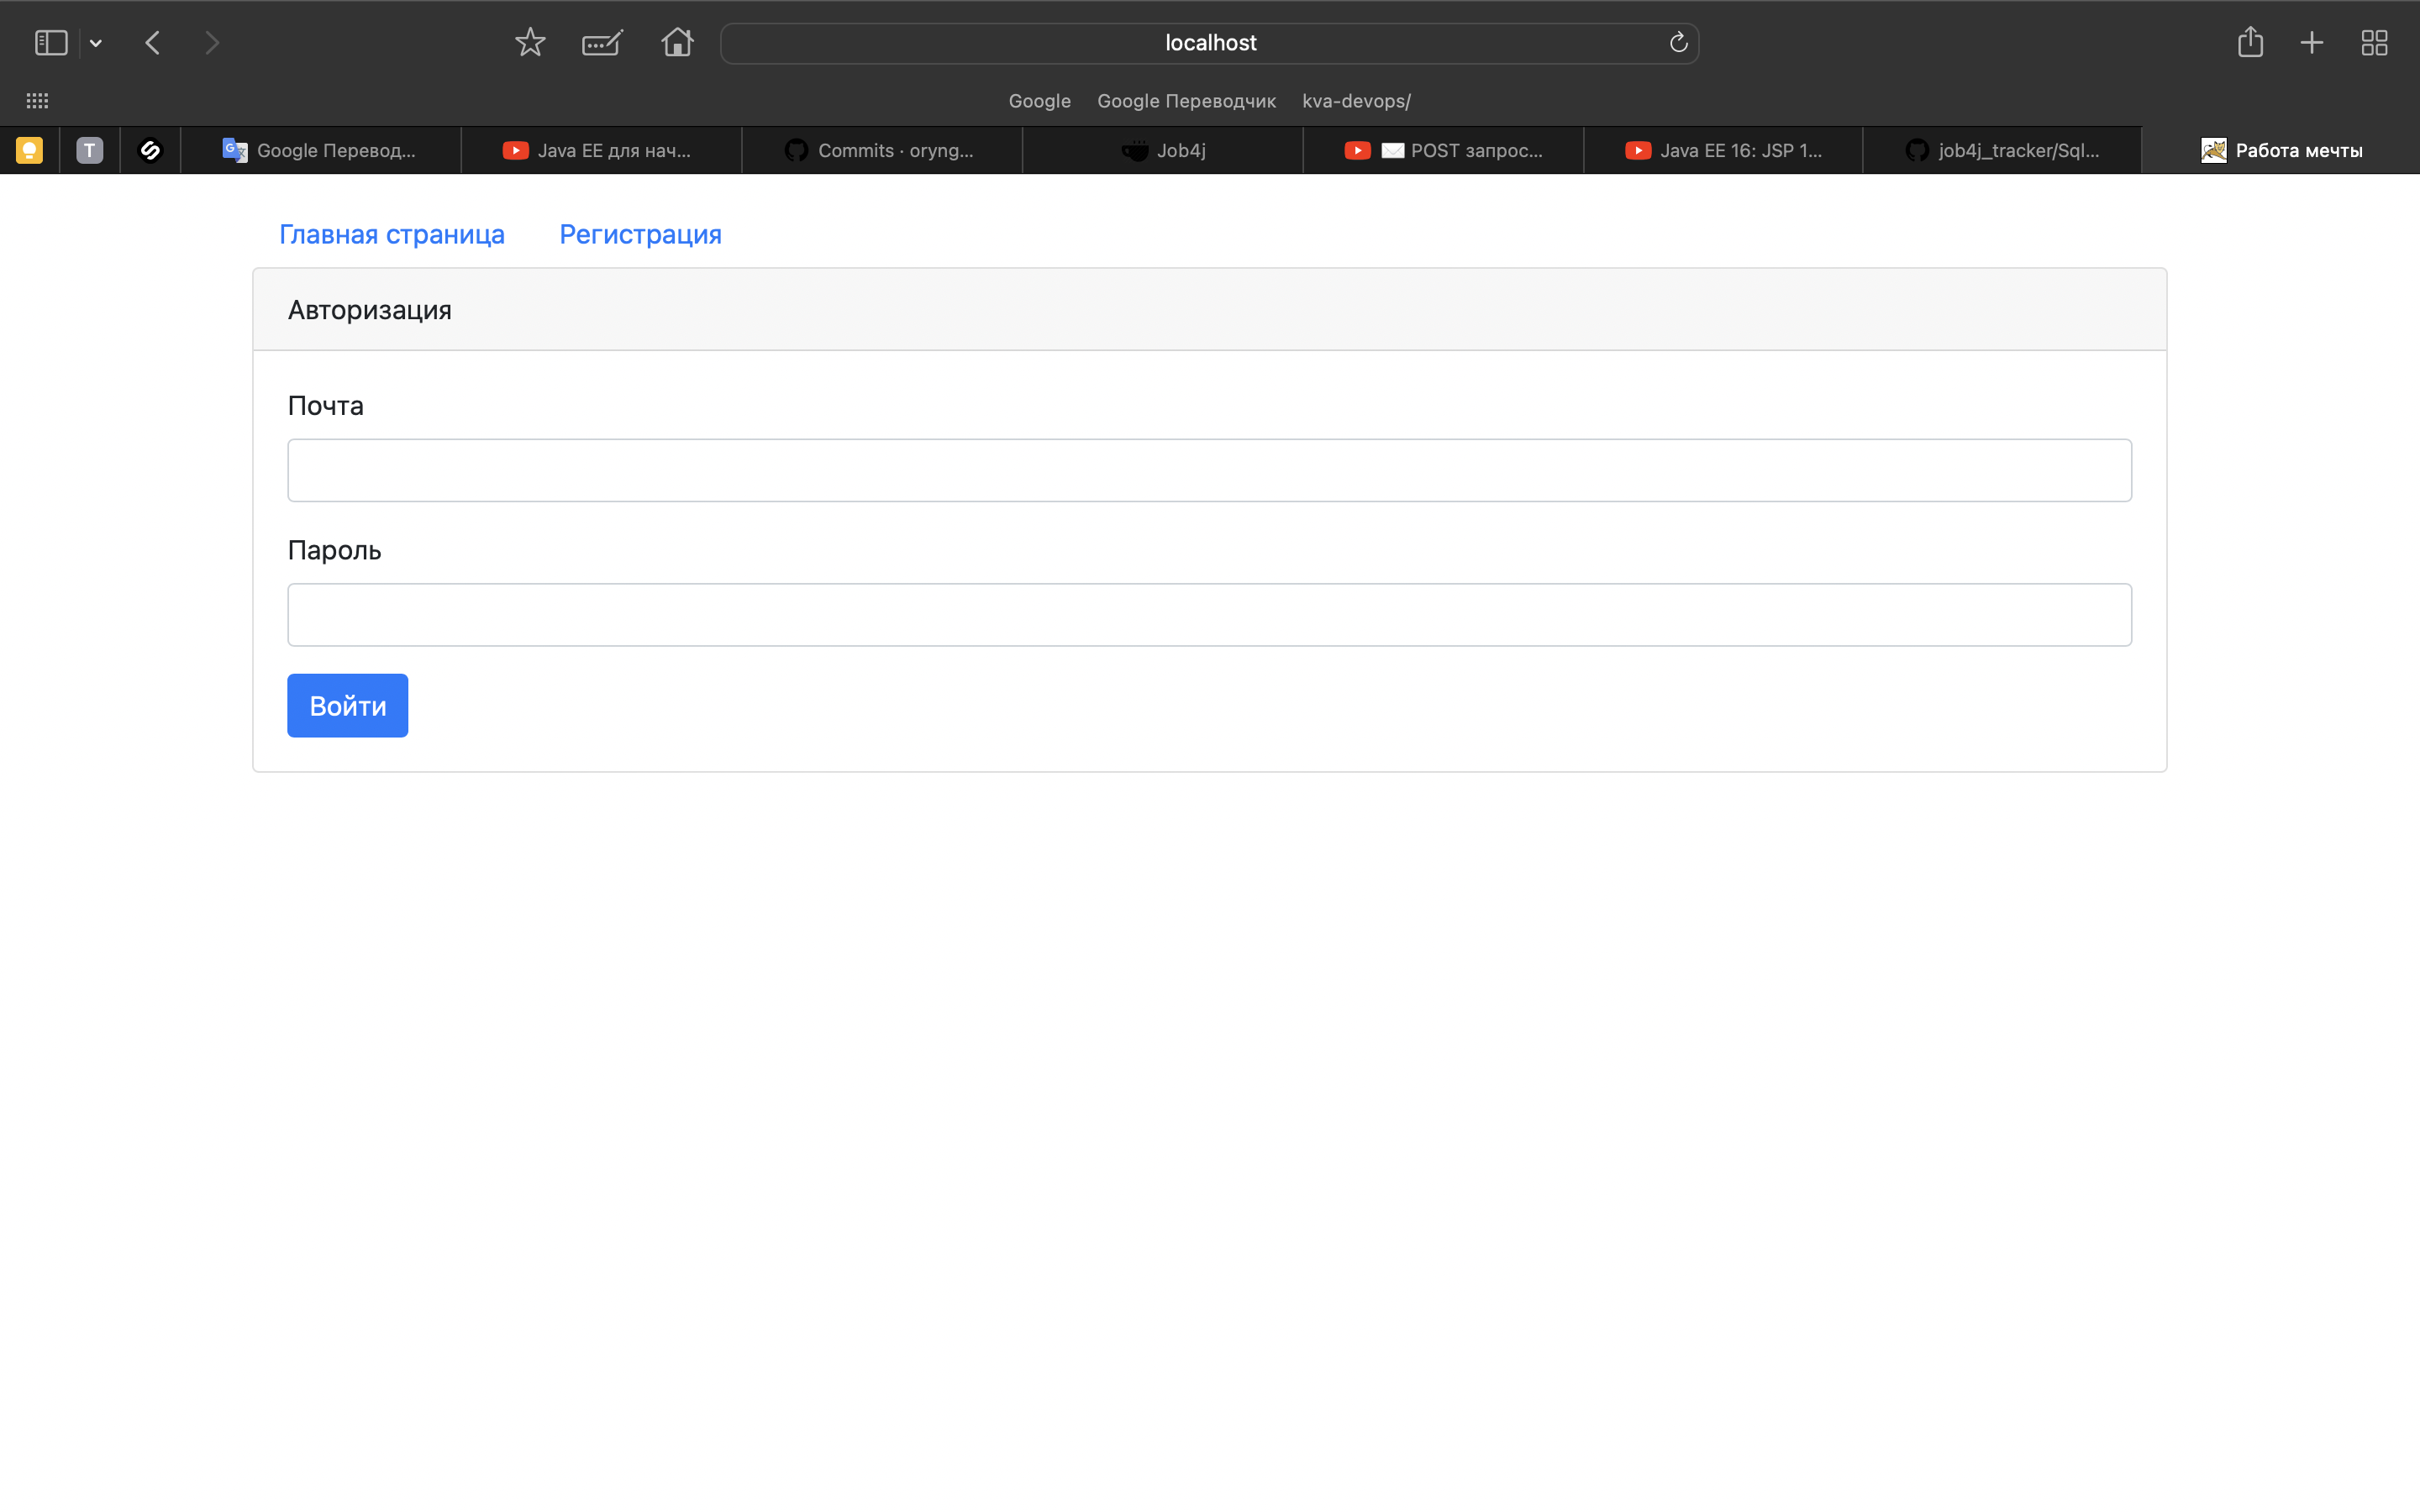 localhost
Google Google Переводчик kva-devops/
T Google Перевод... Java EE для нач... Commits · oryng... Job4j ✉️ POST запрос... Java EE 16: JSP 1... job4j_tracker/Sql... Работа мечты
Главная страница Регистрация
Авторизация
Почта
Пароль
Войти